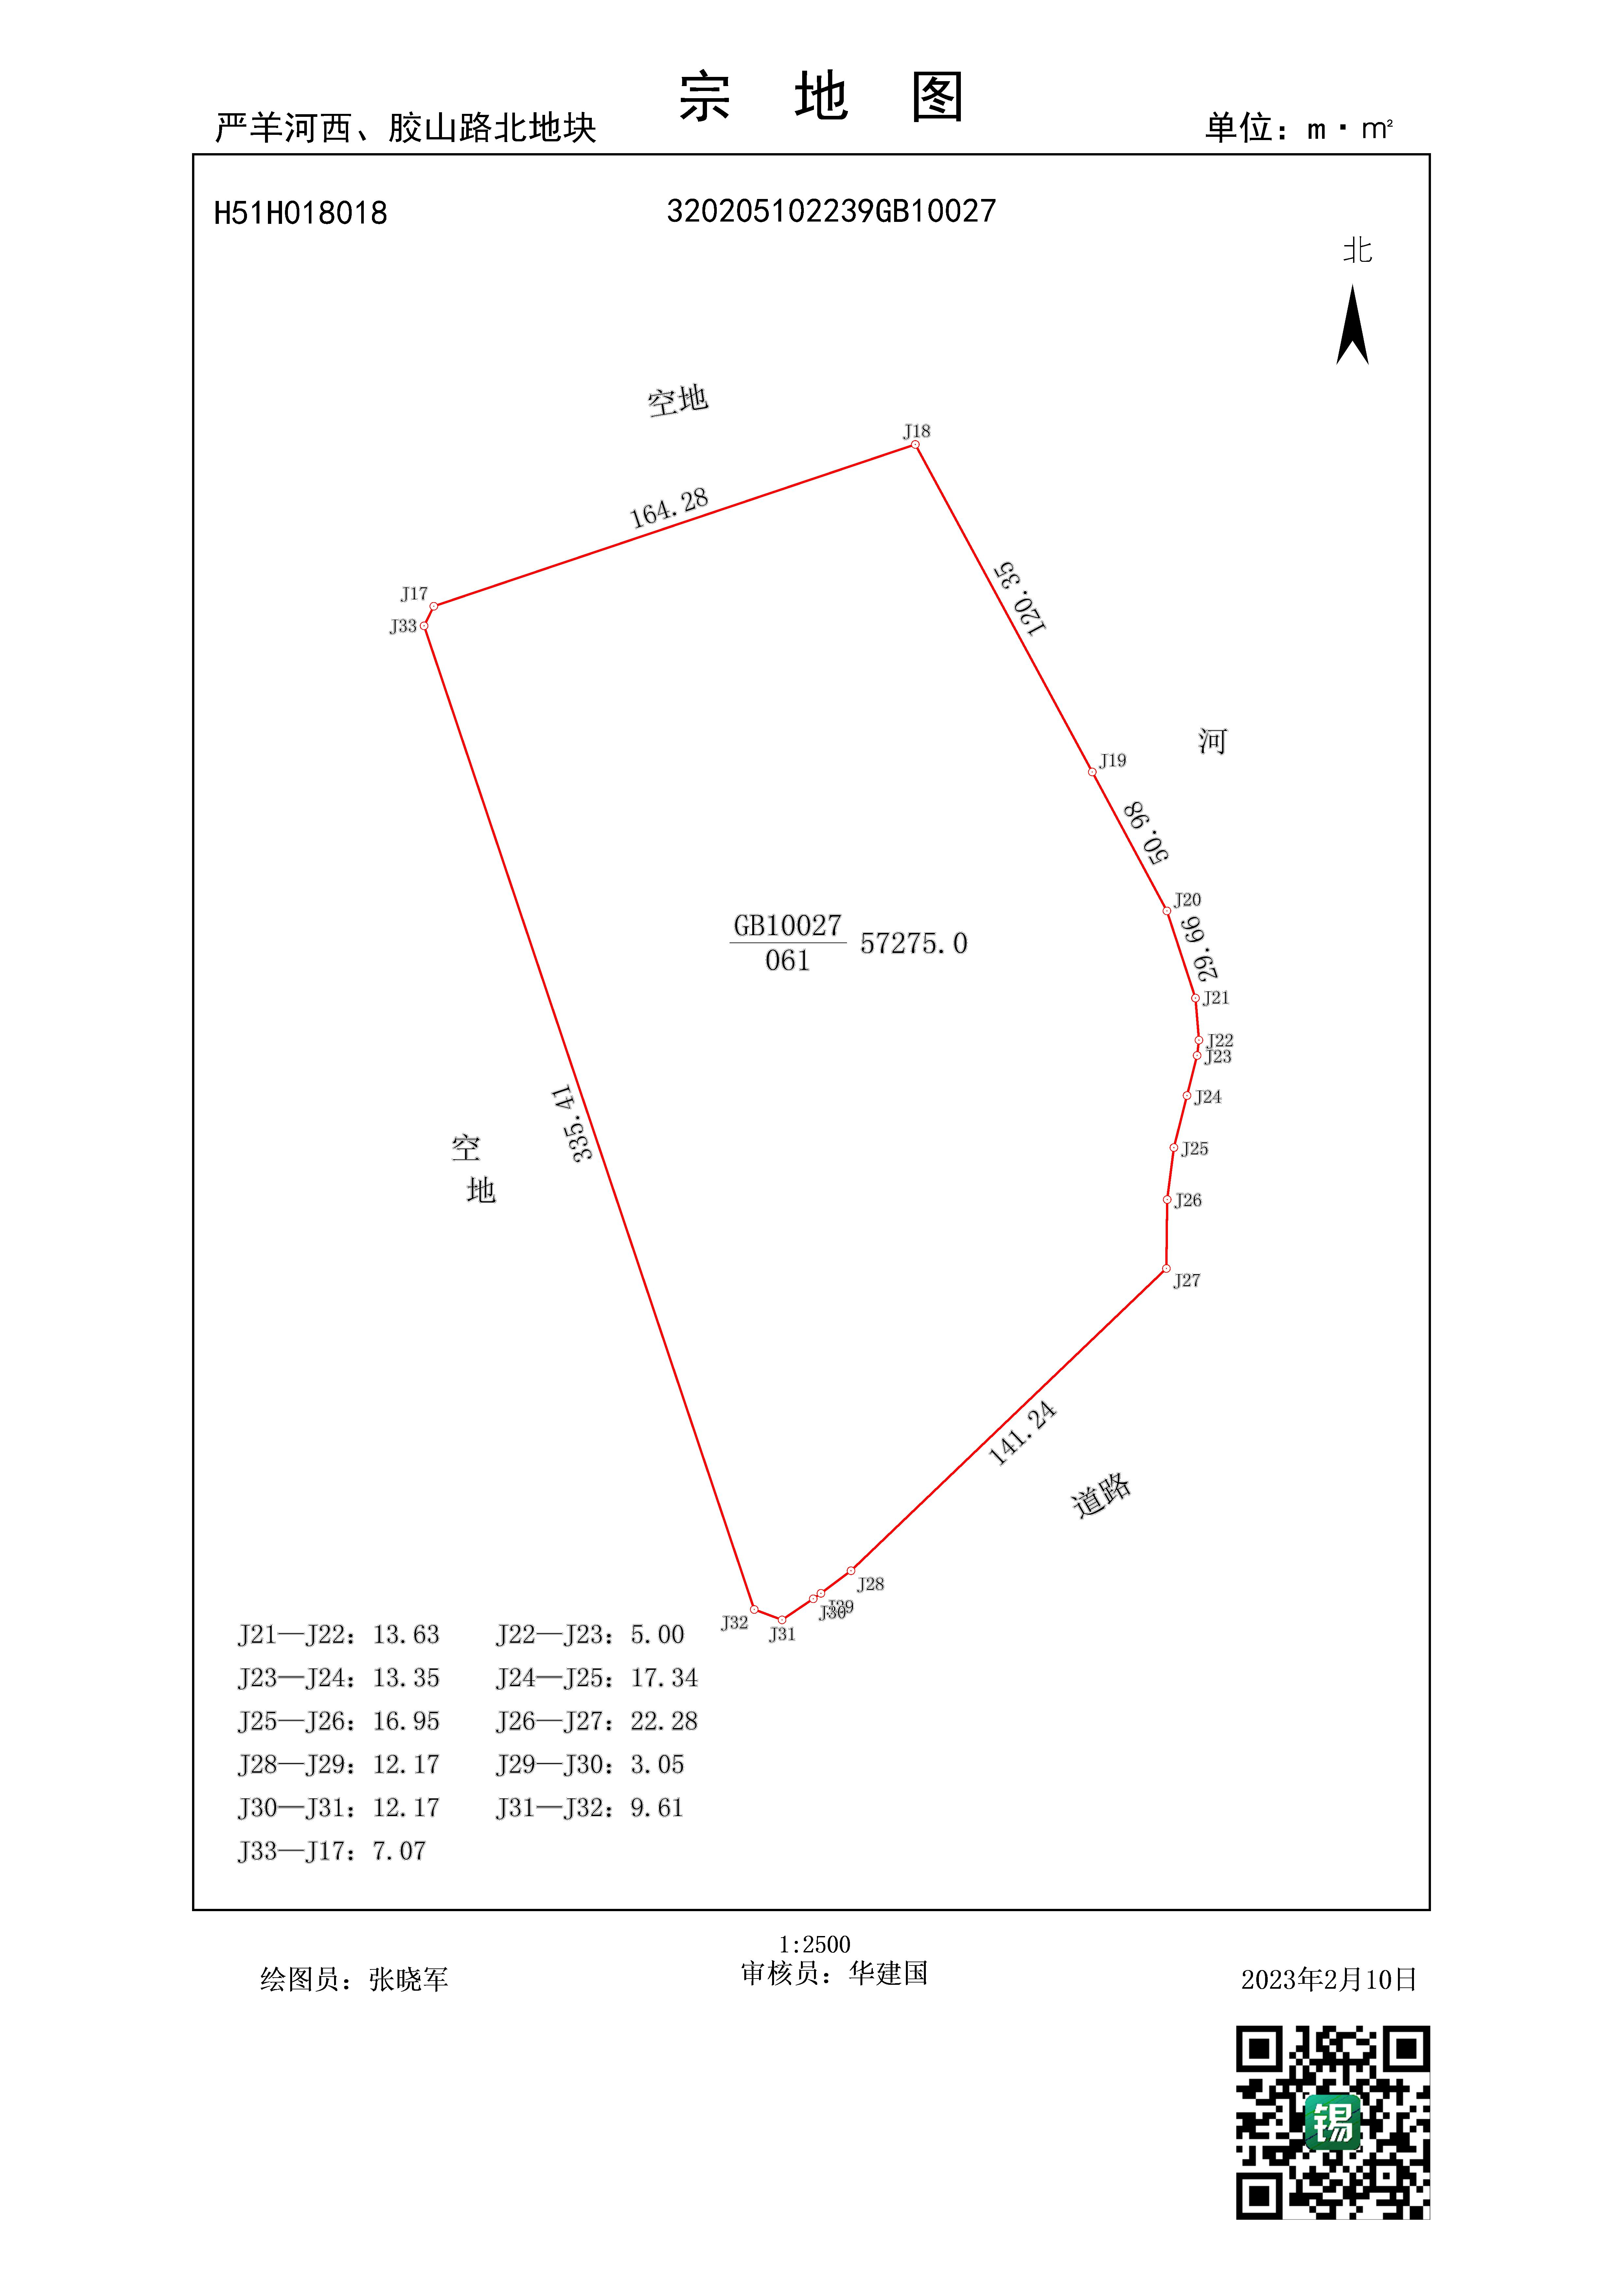 宗 地 图
严羊河西、胶山路北地块
单位：m·㎡
H51H018018
320205102239GB10027
北
空地
J18
164.28
J17
J33
120.35
河
J19
50.98
J20
29.66
GB10027
061
57275.0
J21
J22
J23
J24
335.41
空
地
J25
J26
J27
141.24
道路
J28
J29
J30
J32
J31
J21—J22：13.63 J22—J23：5.00
J23—J24：13.35 J24—J25：17.34
J25—J26：16.95 J26—J27：22.28
J28—J29：12.17 J29—J30：3.05
J30—J31：12.17 J31—J32：9.61
J33—J17：7.07
1:2500
绘图员：张晓军
审核员：华建国
2023年2月10日
锡